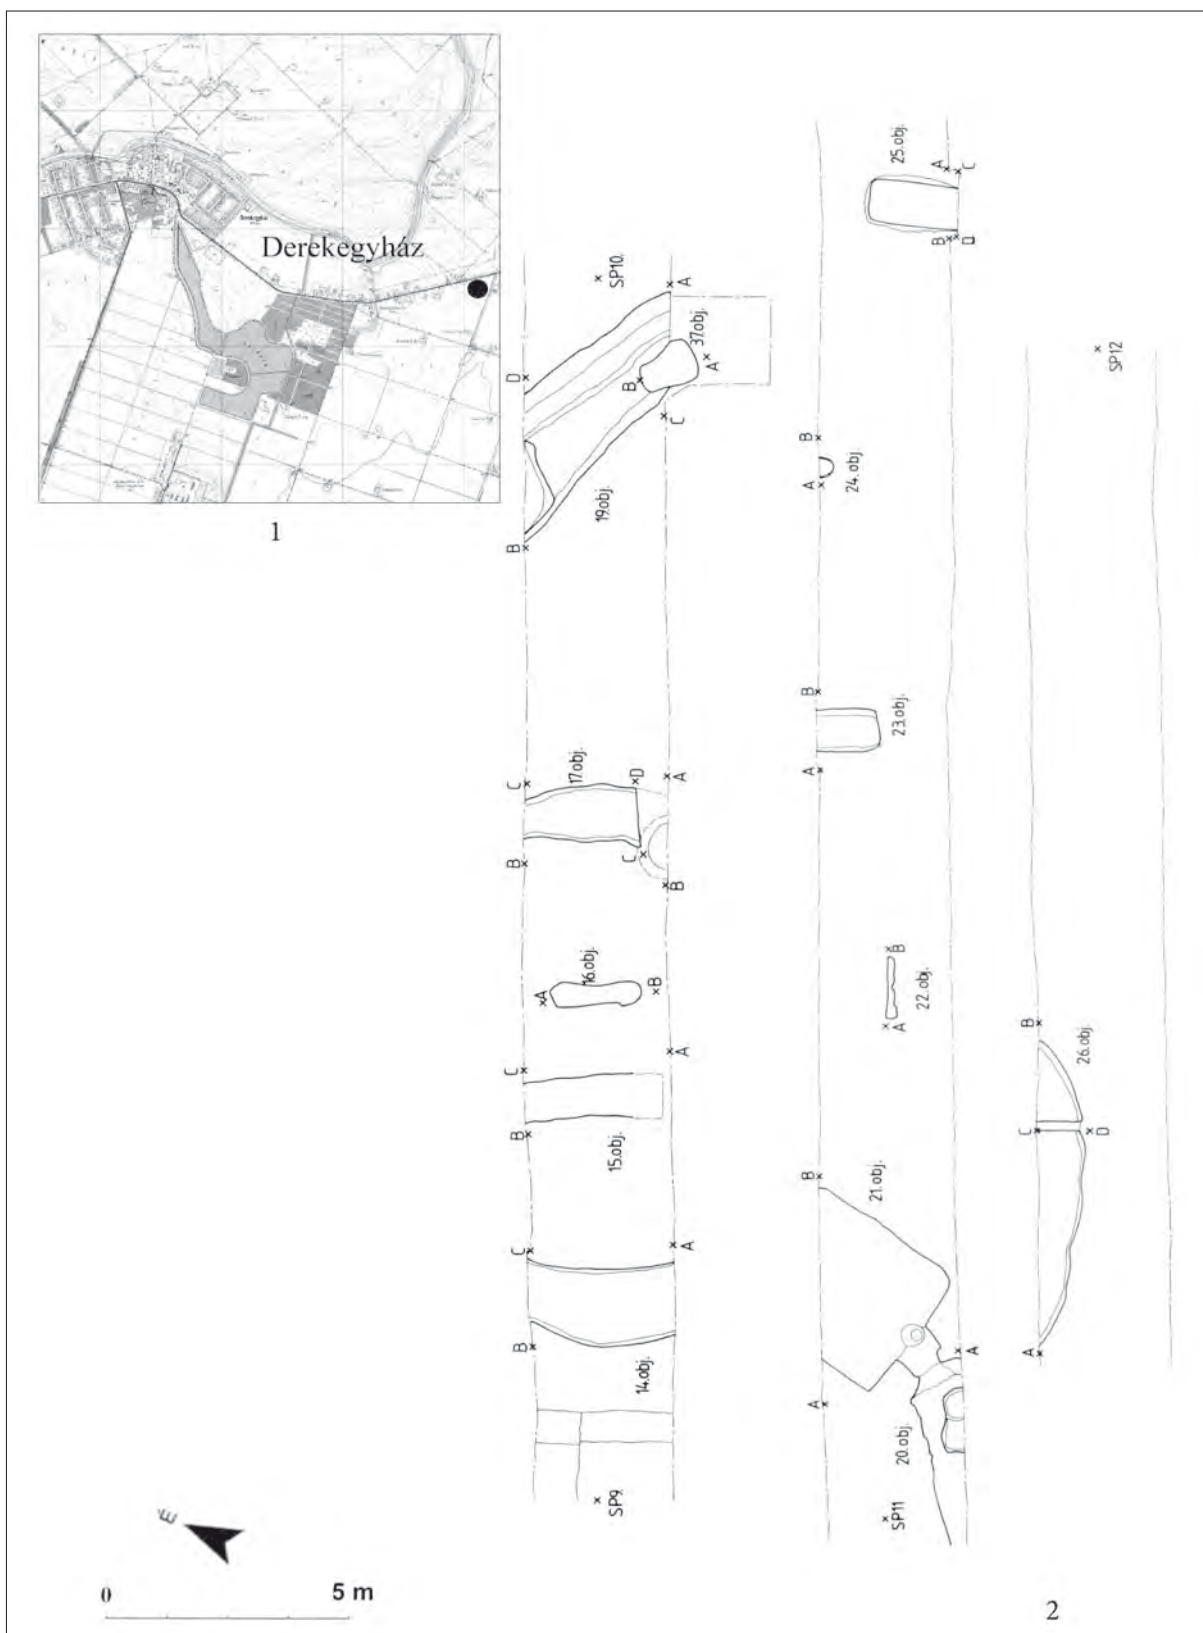 Derekegyház
1
SP10.
A
37.obj.
A
B
C
D
19.obj.
B
C
17.obj.
D
A
B
C
B
16.obj.
A
B
A
C
B
15.obj.
C
A
B
14.obj.
SP9.
25.obj.
A
C
B
D
B
24.obj.
A
B
23.obj.
A
B
22.obj.
A
B
21.obj.
A
A
20.obj.
SP11
SP12
B
26.obj.
C
D
A
E
0
5 m
2